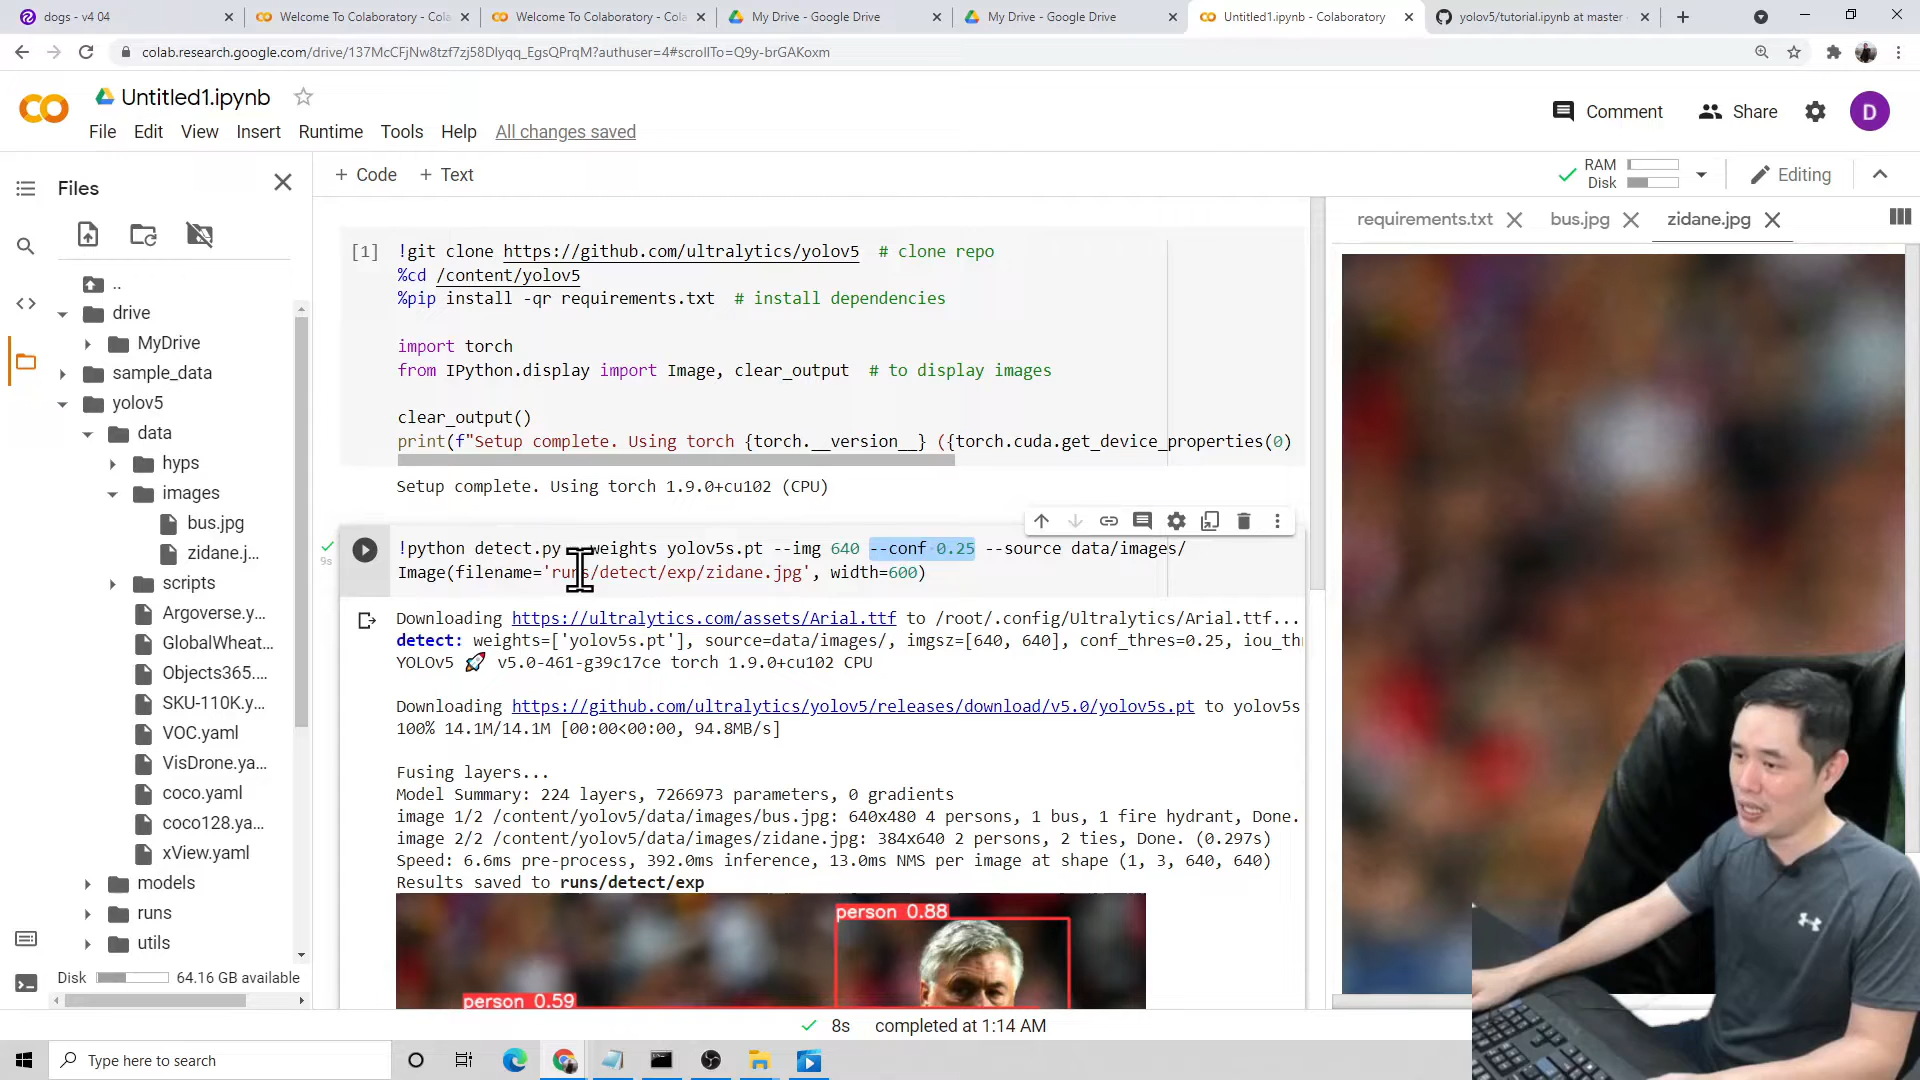 dogs - v4 04
Welcome To Colaboratory - Cola
Welcome To Colaboratory - Cola
My Drive - Google Drive
My Drive - Google Drive
Untitled1.ipynb - Colaboratory
yolov5/tutorial.ipynb at master
colab.research.google.com/drive/137McCFjNw8tzf7zj58Dlyqq_EgsQPrqM?authuser=4#scrollTo=Q9y-brGAKoxm
Untitled1.ipynb
File Edit View Insert Runtime Tools Help All changes saved
Comment Share D
Files
+ Code + Text
RAM
Disk
Editing
..
drive
MyDrive
sample_data
yolov5
data
hyps
images
bus.jpg
zidane.j...
scripts
Argoverse.y...
GlobalWheat...
Objects365....
SKU-110K.y...
VOC.yaml
VisDrone.ya...
coco.yaml
coco128.ya...
xView.yaml
models
runs
utils
Disk 64.16 GB available
[1] !git clone https://github.com/ultralytics/yolov5 # clone repo
%cd /content/yolov5
%pip install -qr requirements.txt # install dependencies
import torch
from IPython.display import Image, clear_output # to display images
clear_output()
print(f"Setup complete. Using torch {torch.__version__} ({torch.cuda.get_device_properties(0)
Setup complete. Using torch 1.9.0+cu102 (CPU)
9s
!python detect.py --weights yolov5s.pt --img 640 --conf 0.25 --source data/images/
Image(filename='runs/detect/exp/zidane.jpg', width=600)
Downloading https://ultralytics.com/assets/Arial.ttf to /root/.config/Ultralytics/Arial.ttf...
detect: weights=['yolov5s.pt'], source=data/images/, imgsz=[640, 640], conf_thres=0.25, iou_thr
YOLOv5 🚀 v5.0-461-g39c17ce torch 1.9.0+cu102 CPU
Downloading https://github.com/ultralytics/yolov5/releases/download/v5.0/yolov5s.pt to yolov5s
100% 14.1M/14.1M [00:00<00:00, 94.8MB/s]
Fusing layers...
Model Summary: 224 layers, 7266973 parameters, 0 gradients
image 1/2 /content/yolov5/data/images/bus.jpg: 640x480 4 persons, 1 bus, 1 fire hydrant, Done.
image 2/2 /content/yolov5/data/images/zidane.jpg: 384x640 2 persons, 2 ties, Done. (0.297s)
Speed: 6.6ms pre-process, 392.0ms inference, 13.0ms NMS per image at shape (1, 3, 640, 640)
Results saved to runs/detect/exp
person 0.88
person 0.59
requirements.txt bus.jpg zidane.jpg
8s completed at 1:14 AM
Type here to search